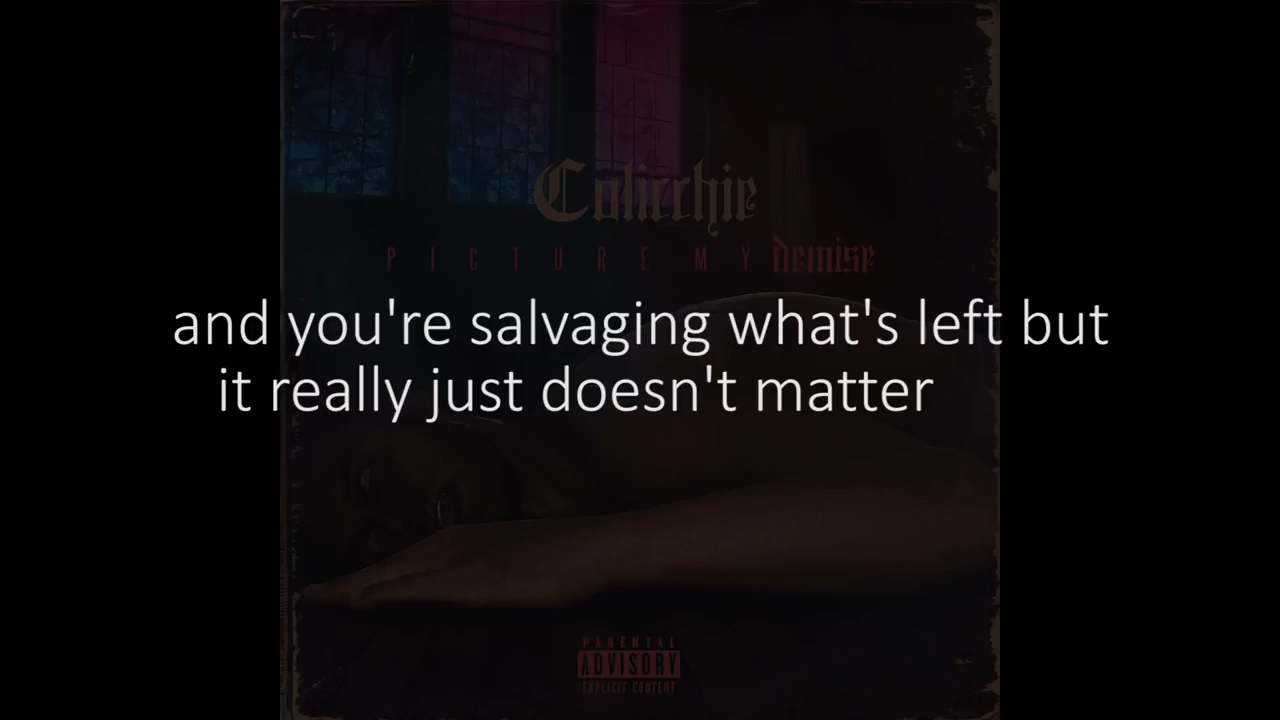 Colicchie
PICTURE MY demise
and you're salvaging what's left but
it really just doesn't matter
PARENTAL
ADVISORY
EXPLICIT CONTENT